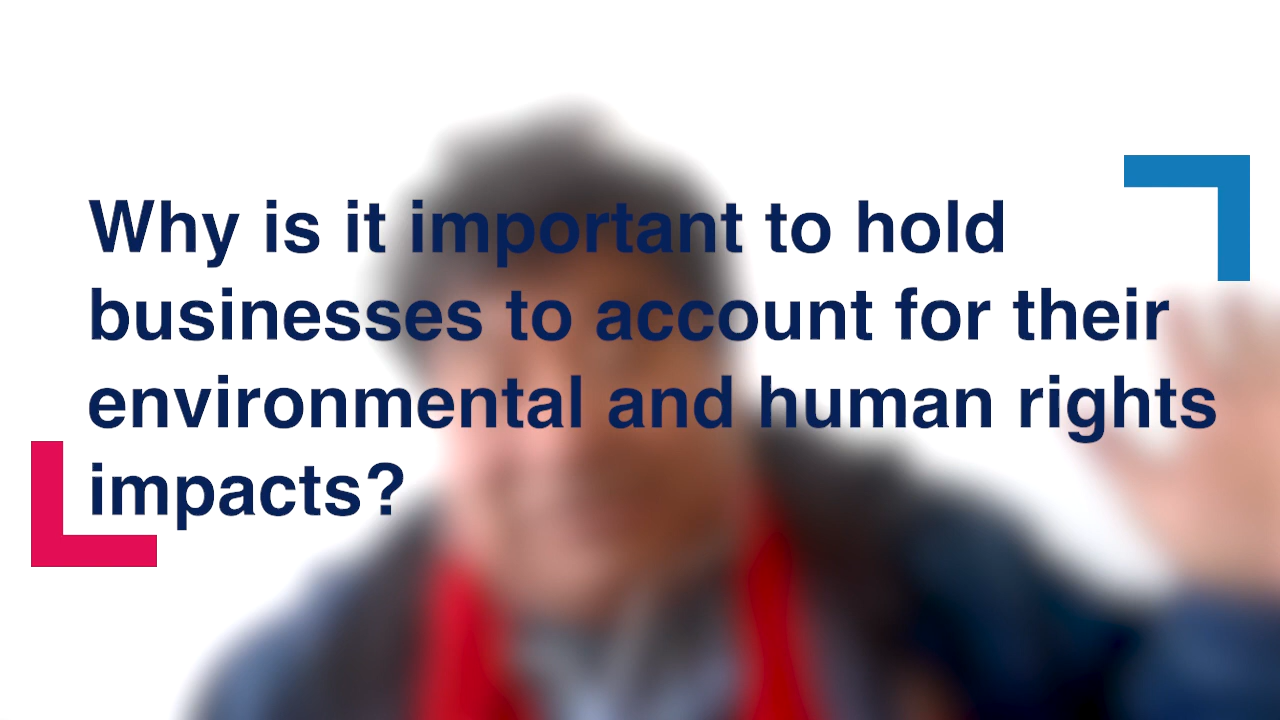 Why is it important to hold
businesses to account for their
environmental and human rights
impacts?